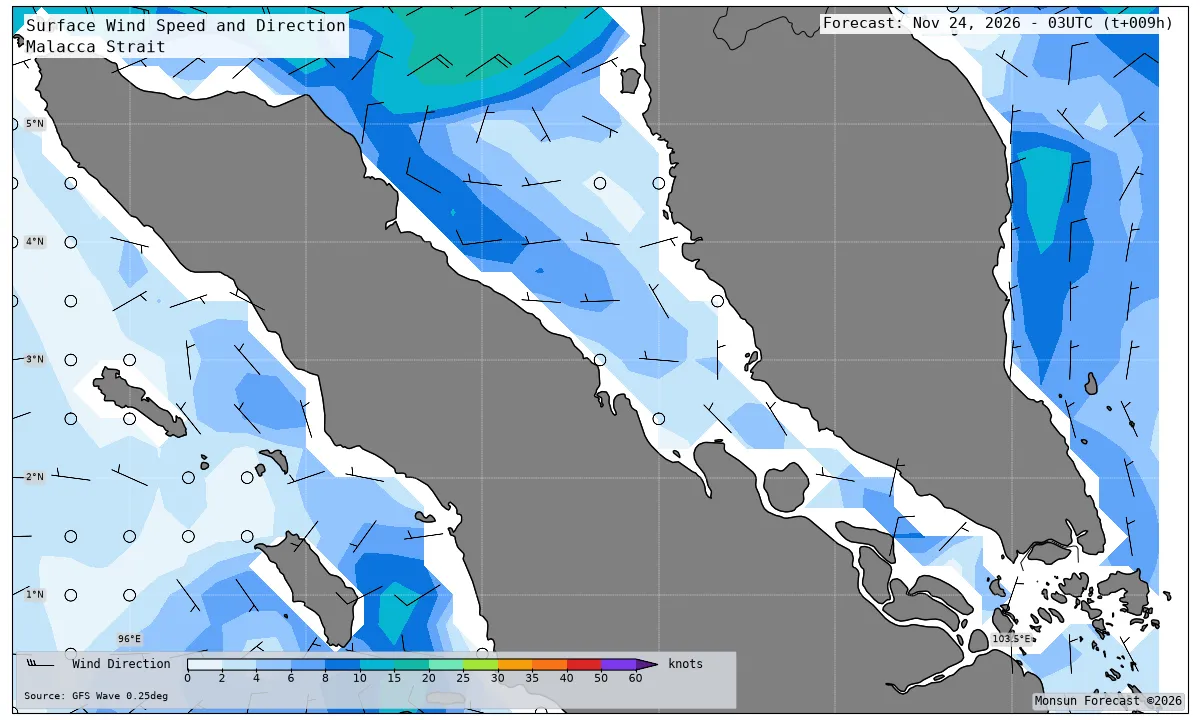 Surface Wind Speed and Direction
Malacca Strait
Forecast: Nov 24, 2026 - 03UTC (t+009h)
5°N
4°N
3°N
2°N
1°N
96°E
103.5°E
Wind Direction
0 2 4 6 8 10 15 20 25 30 35 40 50 60
knots
Source: GFS Wave 0.25deg
Monsun Forecast ©2026